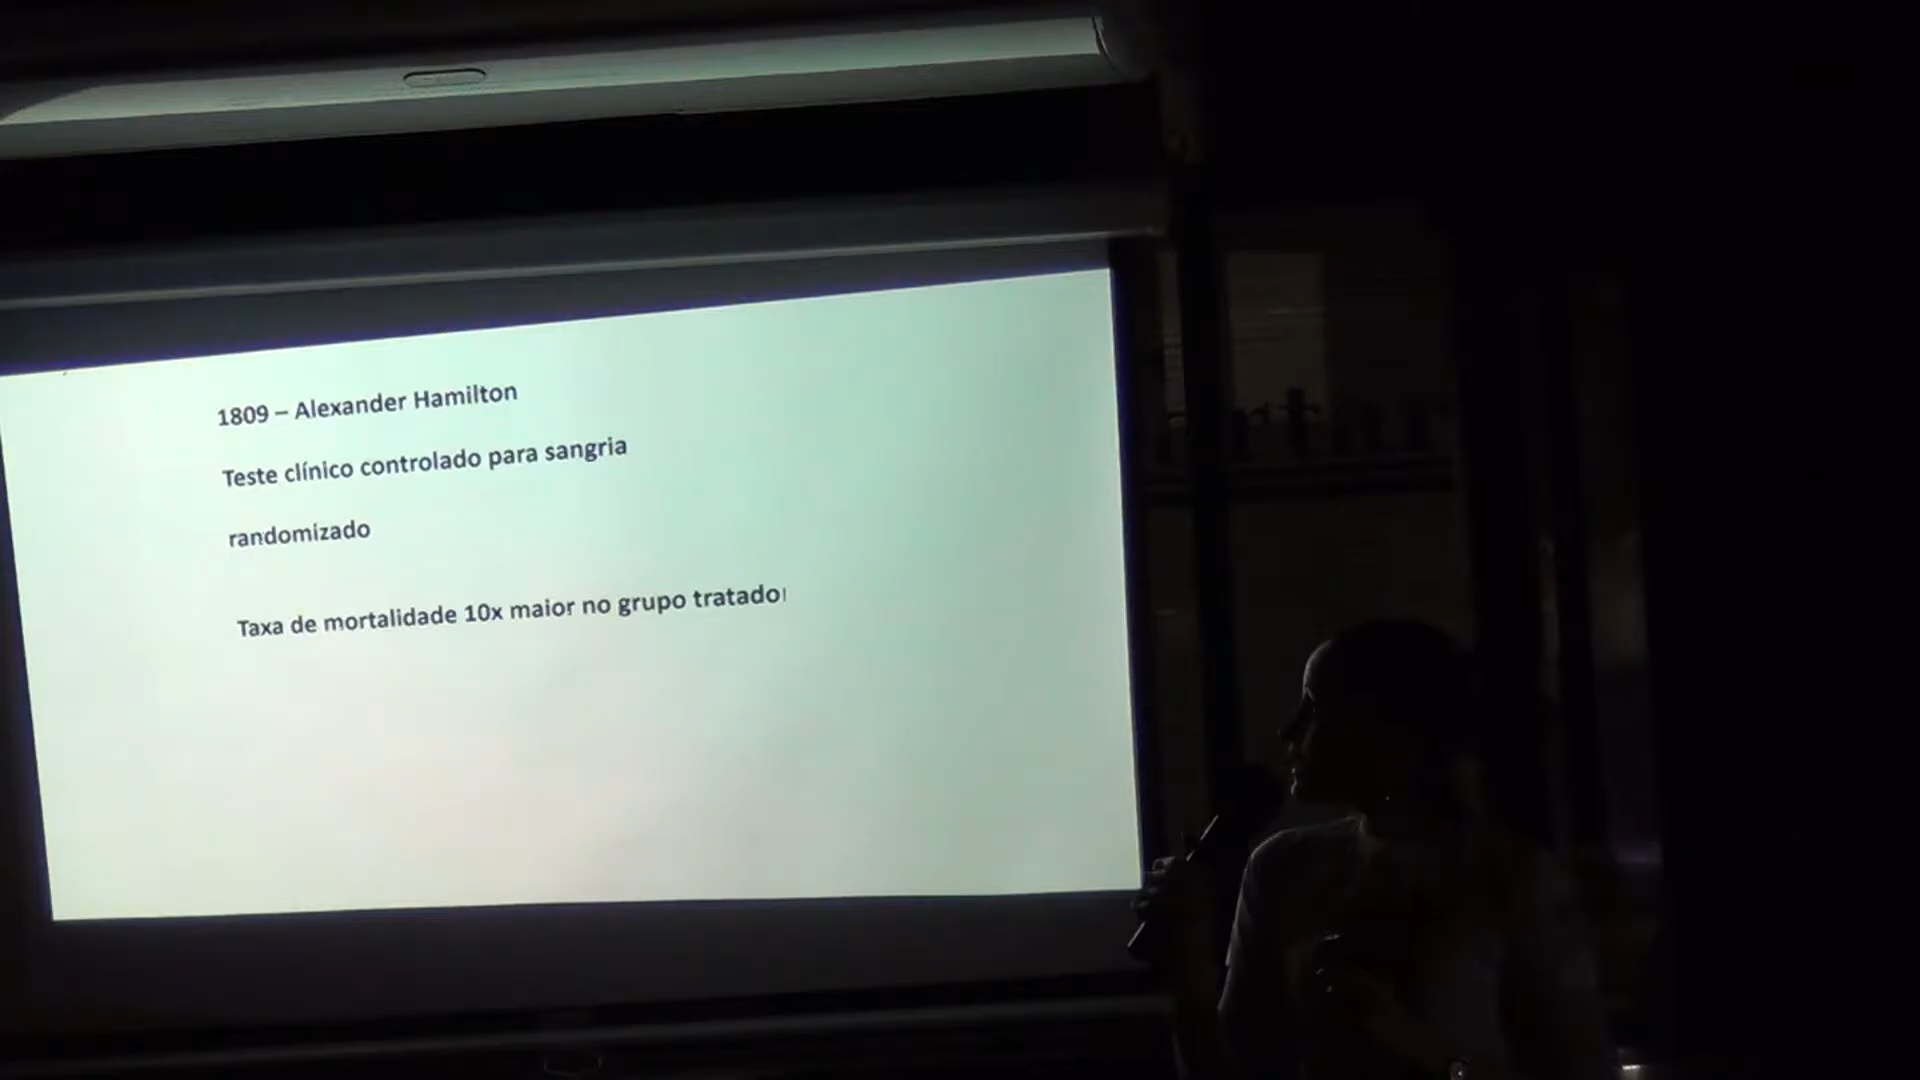 1809 – Alexander Hamilton
Teste clínico controlado para sangria
randomizado
Taxa de mortalidade 10x maior no grupo tratado